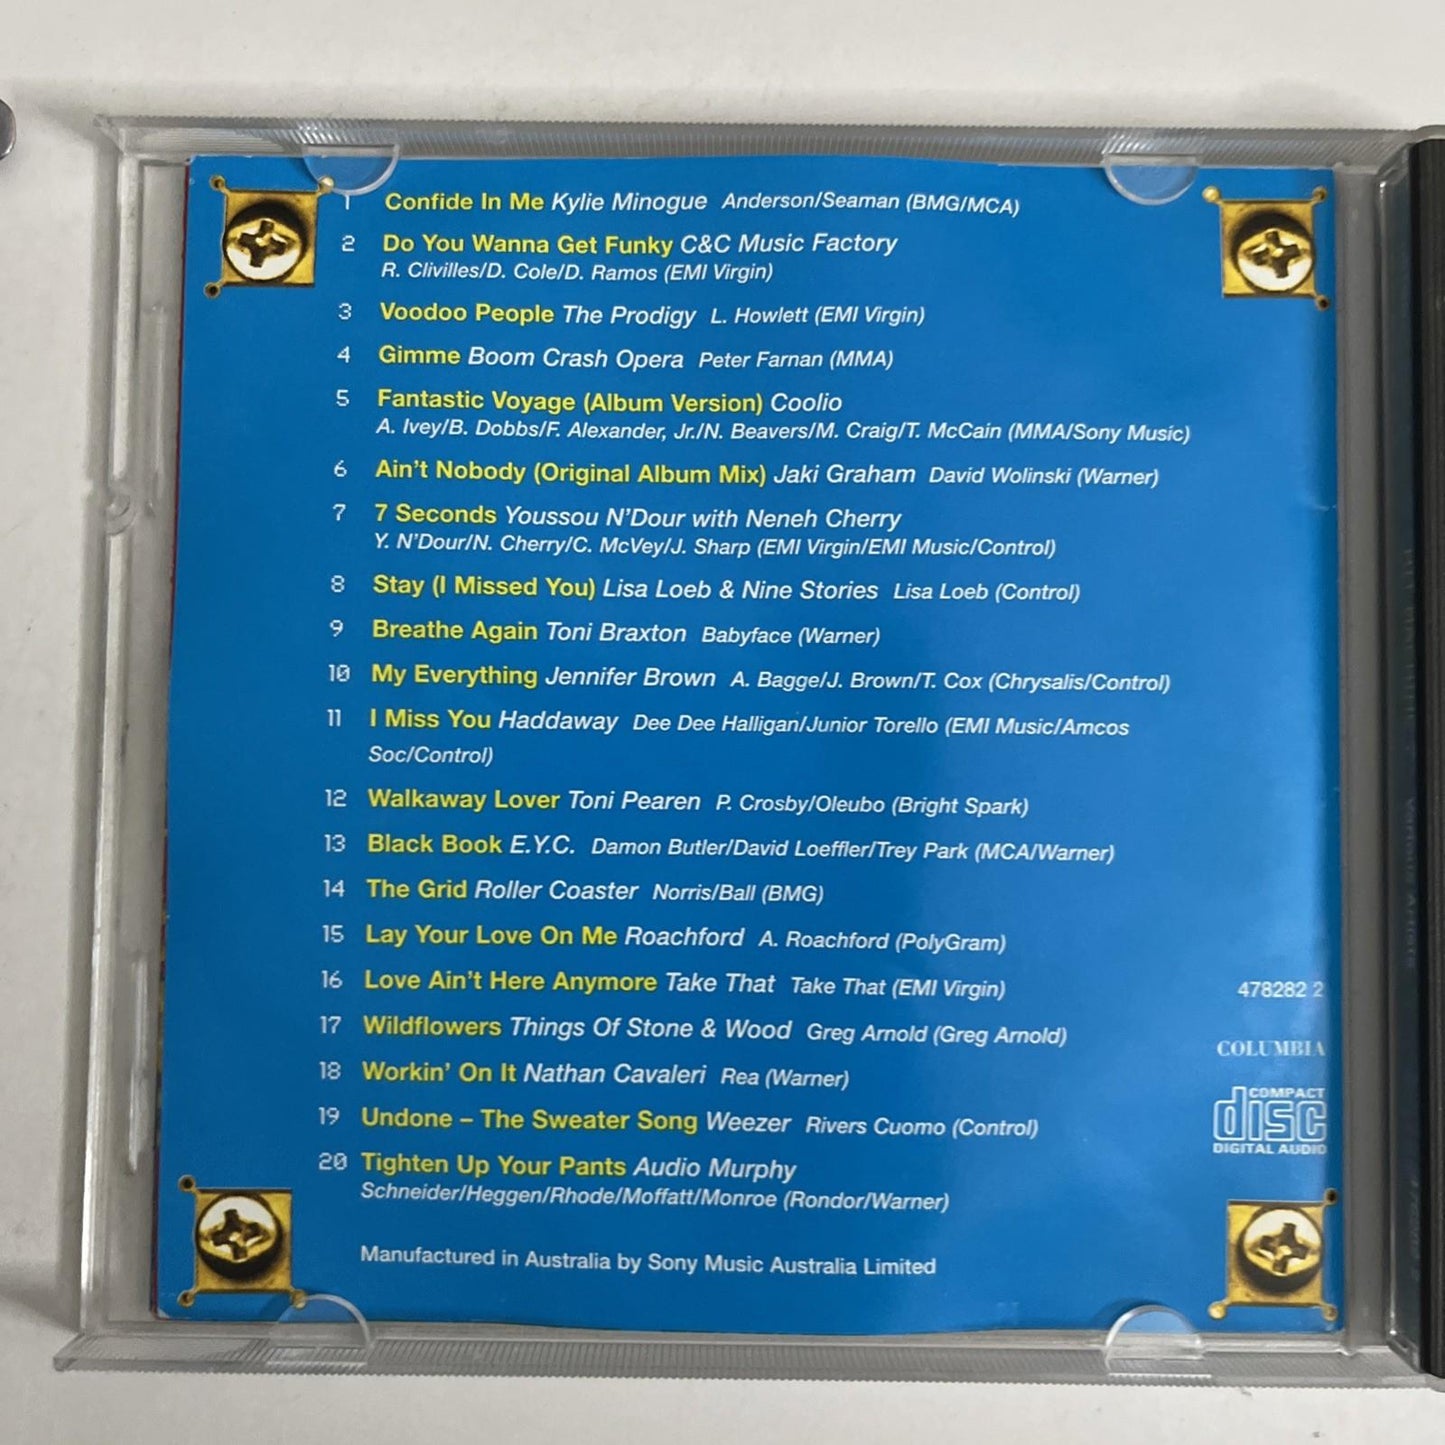 1 Confide In Me Kylie Minogue Anderson/Seaman (BMG/MCA)
2 Do You Wanna Get Funky C&C Music Factory
R. Clivilles/D. Cole/D. Ramos (EMI Virgin)
3 Voodoo People The Prodigy L. Howlett (EMI Virgin)
4 Gimme Boom Crash Opera Peter Farnan (MMA)
5 Fantastic Voyage (Album Version) Coolio
A. Ivey/B. Dobbs/F. Alexander, Jr./N. Beavers/M. Craig/T. McCain (MMA/Sony Music)
6 Ain't Nobody (Original Album Mix) Jaki Graham David Wolinski (Warner)
7 7 Seconds Youssou N'Dour with Neneh Cherry
Y. N'Dour/N. Cherry/C. McVey/J. Sharp (EMI Virgin/EMI Music/Control)
8 Stay (I Missed You) Lisa Loeb & Nine Stories Lisa Loeb (Control)
9 Breathe Again Toni Braxton Babyface (Warner)
10 My Everything Jennifer Brown A. Bagge/J. Brown/T. Cox (Chrysalis/Control)
11 I Miss You Haddaway Dee Dee Halligan/Junior Torello (EMI Music/Amcos
Soc/Control)
12 Walkaway Lover Toni Pearen P. Crosby/Oleubo (Bright Spark)
13 Black Book E.Y.C. Damon Butler/David Loeffler/Trey Park (MCA/Warner)
14 The Grid Roller Coaster Norris/Ball (BMG)
15 Lay Your Love On Me Roachford A. Roachford (PolyGram)
16 Love Ain't Here Anymore Take That Take That (EMI Virgin)
17 Wildflowers Things Of Stone & Wood Greg Arnold (Greg Arnold)
18 Workin' On It Nathan Cavaleri Rea (Warner)
19 Undone – The Sweater Song Weezer Rivers Cuomo (Control)
20 Tighten Up Your Pants Audio Murphy
Schneider/Heggen/Rhode/Moffatt/Monroe (Rondor/Warner)
Manufactured in Australia by Sony Music Australia Limited
478282 2
COLUMBIA
COMPACT
disc
DIGITAL AUDIO
Various Artists